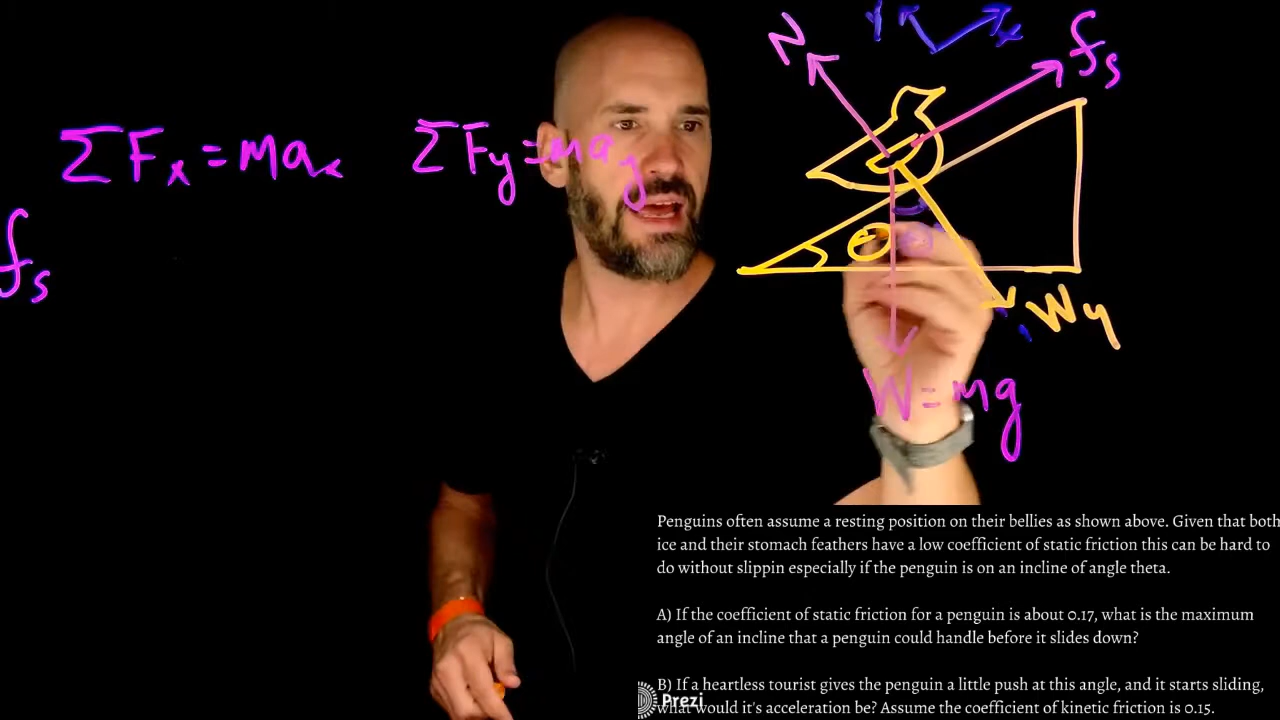 ΣFₓ=maₓ ΣFy=may
fs
N
Y
x
fs
θ
θ
Wy
W=mg
Penguins often assume a resting position on their bellies as shown above. Given that both
ice and their stomach feathers have a low coefficient of static friction this can be hard to
do without slippin especially if the penguin is on an incline of angle theta.
A) If the coefficient of static friction for a penguin is about 0.17, what is the maximum
angle of an incline that a penguin could handle before it slides down?
B) If a heartless tourist gives the penguin a little push at this angle, and it starts sliding,
what would it's acceleration be? Assume the coefficient of kinetic friction is 0.15.
Prezi